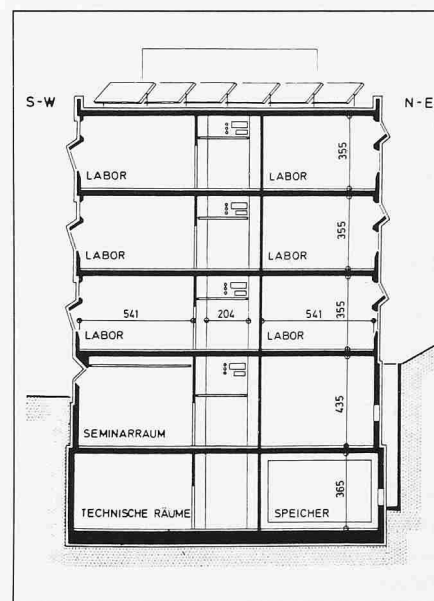 S-W
N-E
LABOR
LABOR
355
LABOR
LABOR
355
541
204
541
LABOR
LABOR
355
SEMINARRAUM
435
TECHNISCHE RÄUME
SPEICHER
365